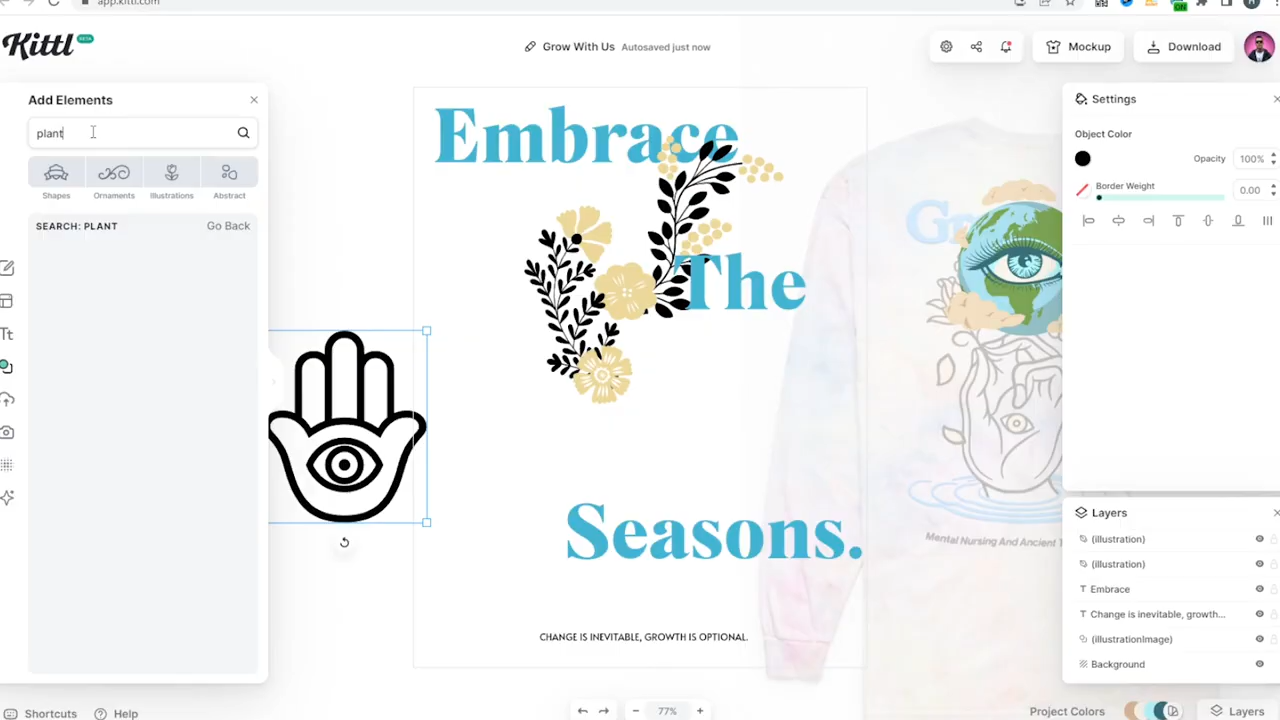 app.kittl.com
Kittl BETA
Grow With Us Autosaved just now
Mockup
Download
ON
Add Elements
plant
Shapes Ornaments Illustrations Abstract
SEARCH: PLANT Go Back
Tt
Embrace
The
Seasons.
CHANGE IS INEVITABLE, GROWTH IS OPTIONAL.
Settings
Object Color
Opacity 100%
Border Weight
0.00
Layers
(illustration)
(illustration)
T Embrace
T Change is inevitable, growth...
(illustrationImage)
Background
Mental Nursing And Ancient T
Shortcuts
Help
77%
Project Colors
Layers